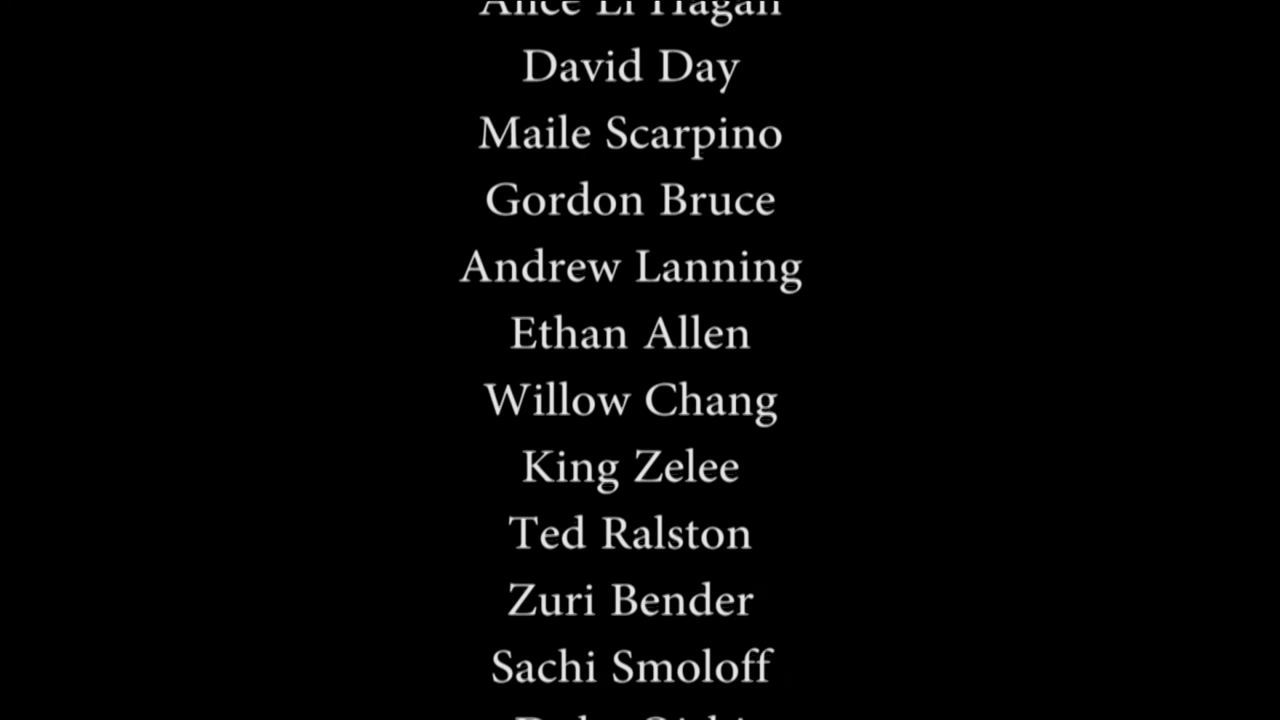 David Day
Maile Scarpino
Gordon Bruce
Andrew Lanning
Ethan Allen
Willow Chang
King Zelee
Ted Ralston
Zuri Bender
Sachi Smoloff